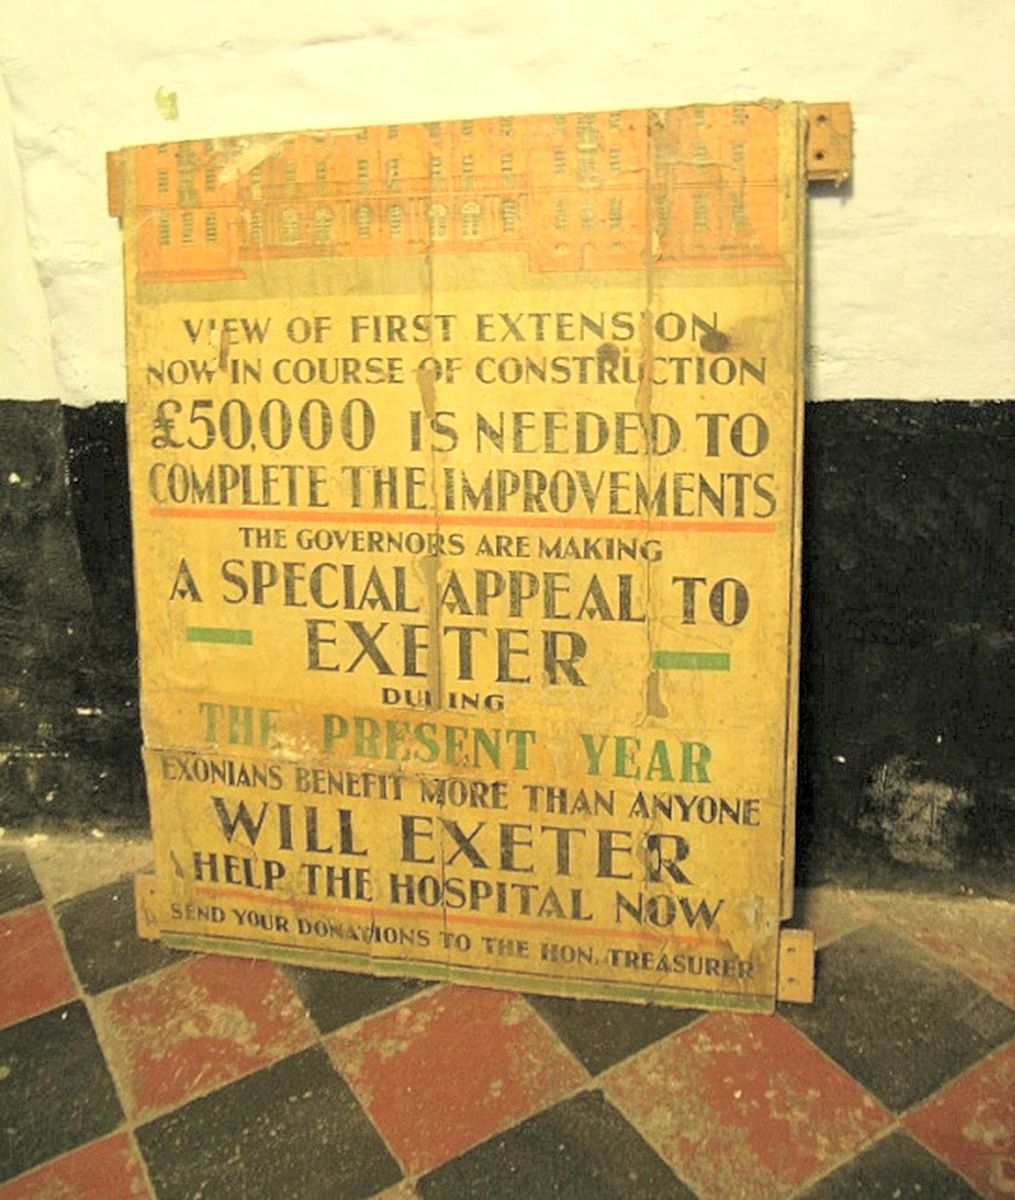 VIEW OF FIRST EXTENSION
NOW IN COURSE OF CONSTRUCTION
£50,000 IS NEEDED TO
COMPLETE THE IMPROVEMENTS
THE GOVERNORS ARE MAKING
A SPECIAL APPEAL TO
EXETER
DURING
THE PRESENT YEAR
EXONIANS BENEFIT MORE THAN ANYONE
WILL EXETER
HELP THE HOSPITAL NOW
SEND YOUR DONATIONS TO THE HON. TREASURER